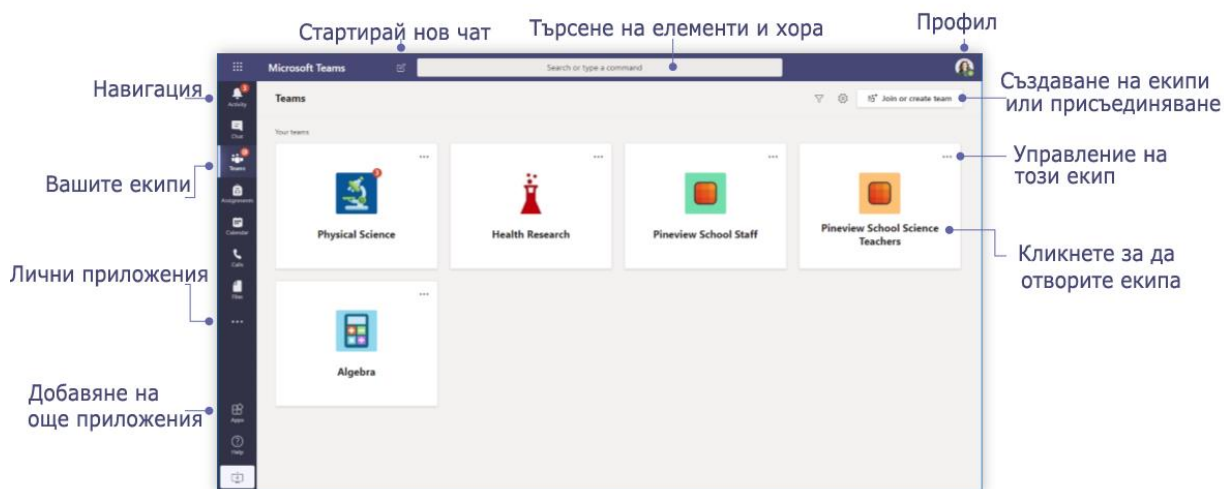 Стартирай нов чат
Търсене на елементи и хора
Профил
Microsoft Teams
Search or type a command
Навигация
Activity
Teams
Join or create team
Създаване на екипи
или присъединяване
Chat
Your teams
Вашите екипи
Teams
Управление на
този екип
Assignments
Physical Science
Health Research
Pineview School Staff
Pineview School Science
Teachers
Calendar
Кликнете за да
отворите екипа
Calls
Лични приложения
Files
Algebra
Добавяне на
още приложения
Apps
Help